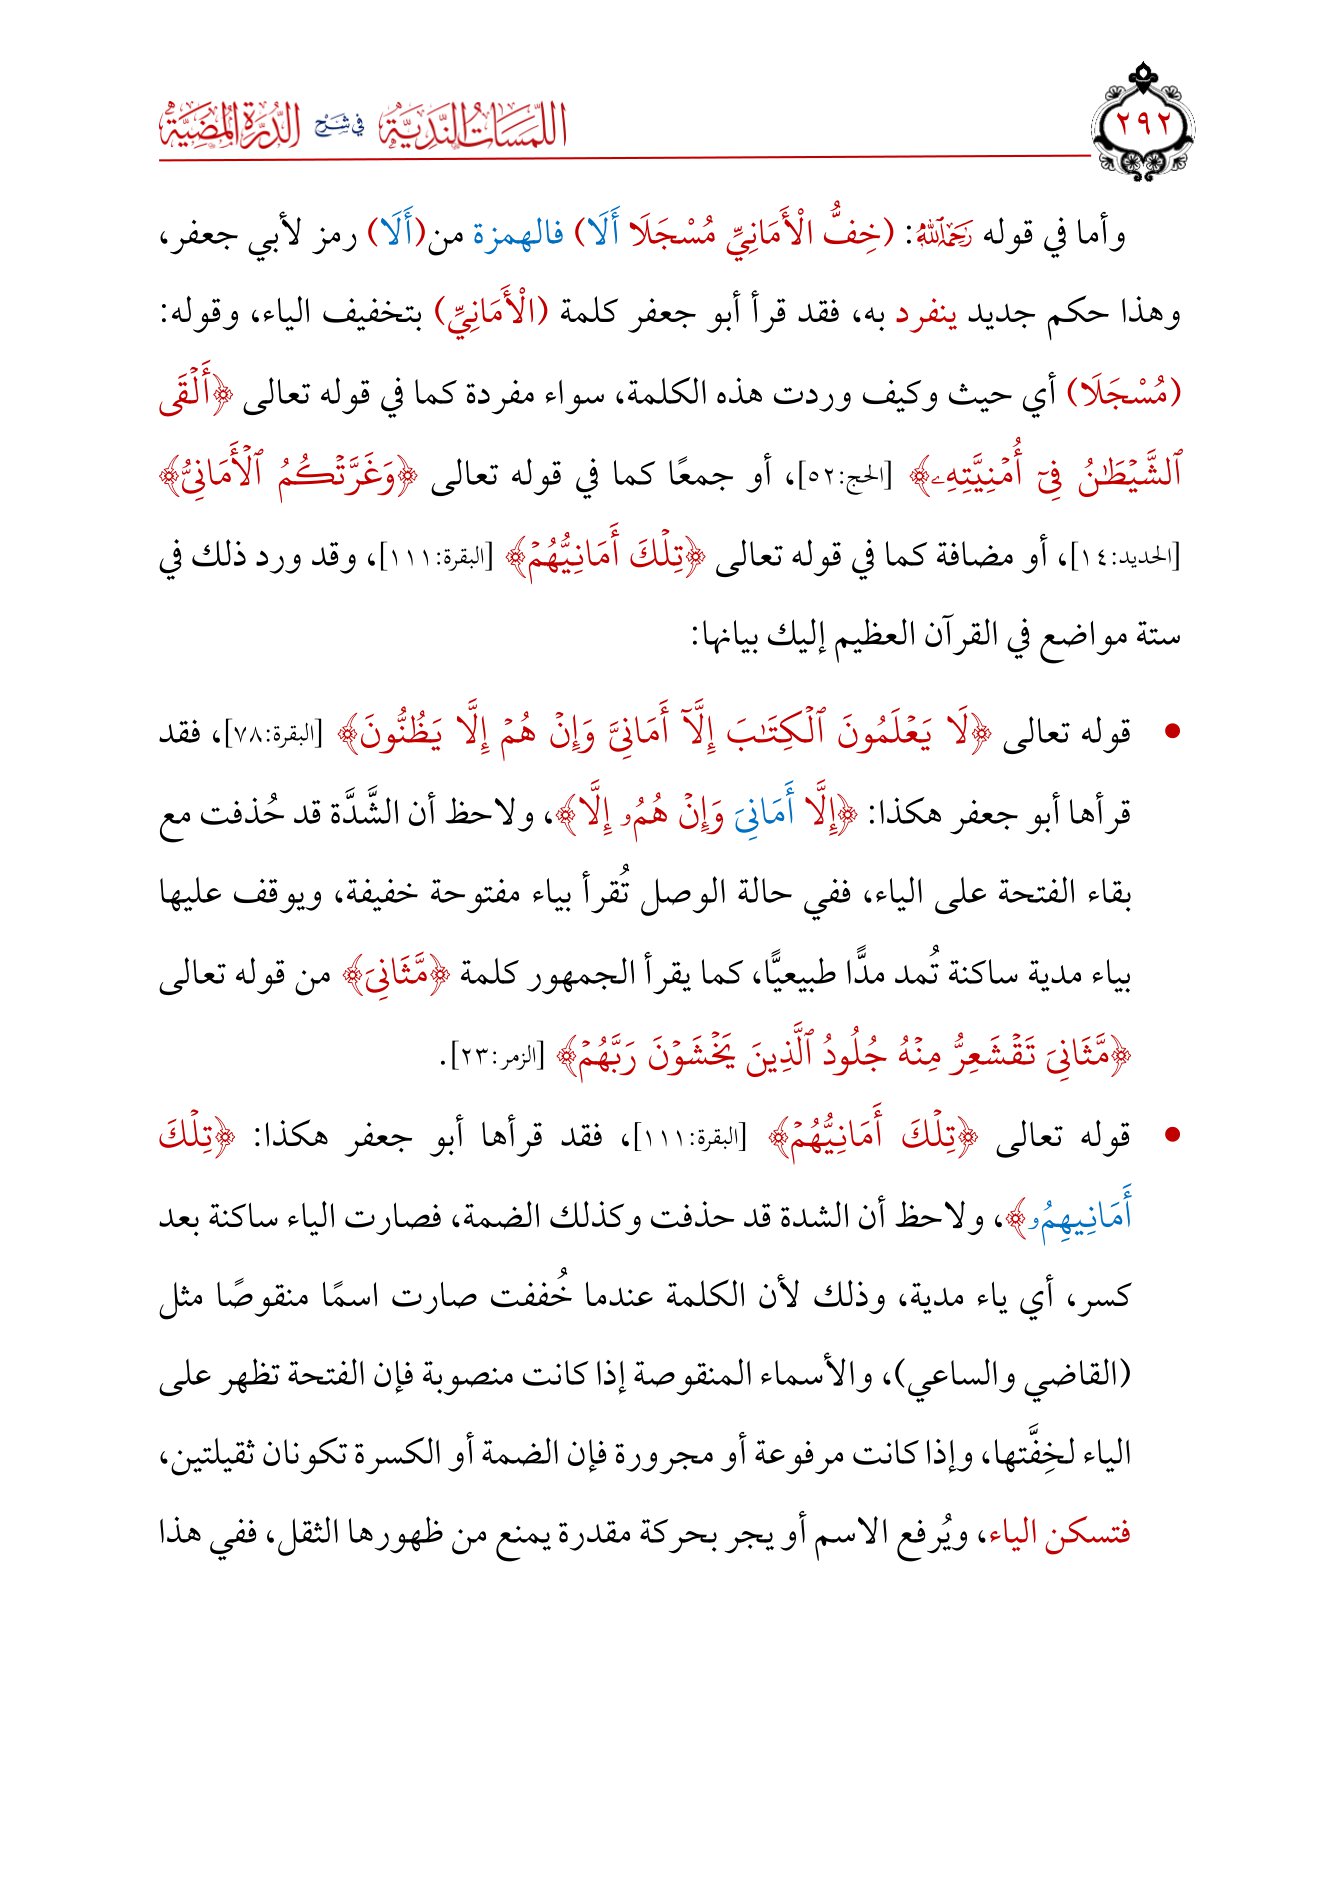 ٢٩٢
اللَّمَسَاتُ النَّدِيَّةُ فِي شَرْحِ الدُّرَّةِ الْمُضِيَّةِ
وأما في قوله رَحِمَهُ ٱللَّهُ: (خِفُّ الْأَمَانِيِّ مُسْجَلَا أَلَا) فالهمزة من(أَلَا) رمز لأبي جعفر،
وهذا حكم جديد ينفرد به، فقد قرأ أبو جعفر كلمة (الْأَمَانِيِّ) بتخفيف الياء، وقوله:
(مُسْجَلَا) أي حيث وكيف وردت هذه الكلمة، سواء مفردة كما في قوله تعالى ﴿أَلْقَى
ٱلشَّيْطَٰنُ فِىٓ أُمْنِيَّتِهِۦ﴾ [الحج:٥٢]، أو جمعًا كما في قوله تعالى ﴿وَغَرَّتْكُمُ ٱلْأَمَانِىُّ﴾
[الحديد:١٤]، أو مضافة كما في قوله تعالى ﴿تِلْكَ أَمَانِيُّهُمْ﴾ [البقرة:١١١]، وقد ورد ذلك في
ستة مواضع في القرآن العظيم إليك بيانها:
• قوله تعالى ﴿لَا يَعْلَمُونَ ٱلْكِتَٰبَ إِلَّآ أَمَانِىَّ وَإِنْ هُمْ إِلَّا يَظُنُّونَ﴾ [البقرة:٧٨]، فقد
قرأها أبو جعفر هكذا: ﴿إِلَّا أَمَانِىَ وَإِنْ هُمُۥ إِلَّا﴾، ولاحظ أن الشَّدَّة قد حُذفت مع
بقاء الفتحة على الياء، ففي حالة الوصل تُقرأ بياء مفتوحة خفيفة، ويوقف عليها
بياء مدية ساكنة تُمد مدًّا طبيعيًّا، كما يقرأ الجمهور كلمة ﴿مَّثَانِىَ﴾ من قوله تعالى
﴿مَّثَانِىَ تَقْشَعِرُّ مِنْهُ جُلُودُ ٱلَّذِينَ يَخْشَوْنَ رَبَّهُمْ﴾ [الزمر:٢٣].
• قوله تعالى ﴿تِلْكَ أَمَانِيُّهُمْ﴾ [البقرة:١١١]، فقد قرأها أبو جعفر هكذا: ﴿تِلْكَ
أَمَانِيهِمُۥ﴾، ولاحظ أن الشدة قد حذفت وكذلك الضمة، فصارت الياء ساكنة بعد
كسر، أي ياء مدية، وذلك لأن الكلمة عندما خُففت صارت اسمًا منقوصًا مثل
(القاضي والساعي)، والأسماء المنقوصة إذا كانت منصوبة فإن الفتحة تظهر على
الياء لخِفَّتها، وإذا كانت مرفوعة أو مجرورة فإن الضمة أو الكسرة تكونان ثقيلتين،
فتسكن الياء، ويُرفع الاسم أو يجر بحركة مقدرة يمنع من ظهورها الثقل، ففي هذا